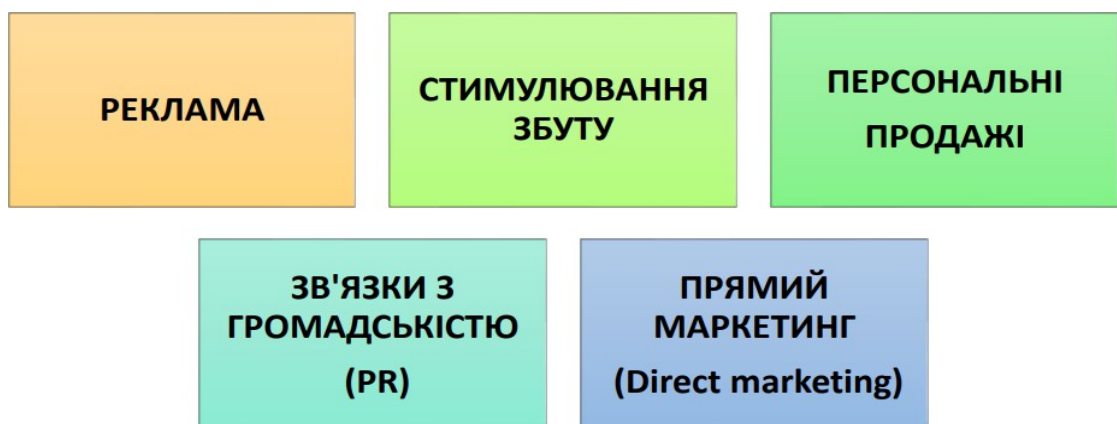 РЕКЛАМА
СТИМУЛЮВАННЯ
ЗБУТУ
ПЕРСОНАЛЬНІ
ПРОДАЖІ
ЗВ'ЯЗКИ З
ГРОМАДСЬКІСТЮ
(PR)
ПРЯМИЙ
МАРКЕТИНГ
(Direct marketing)